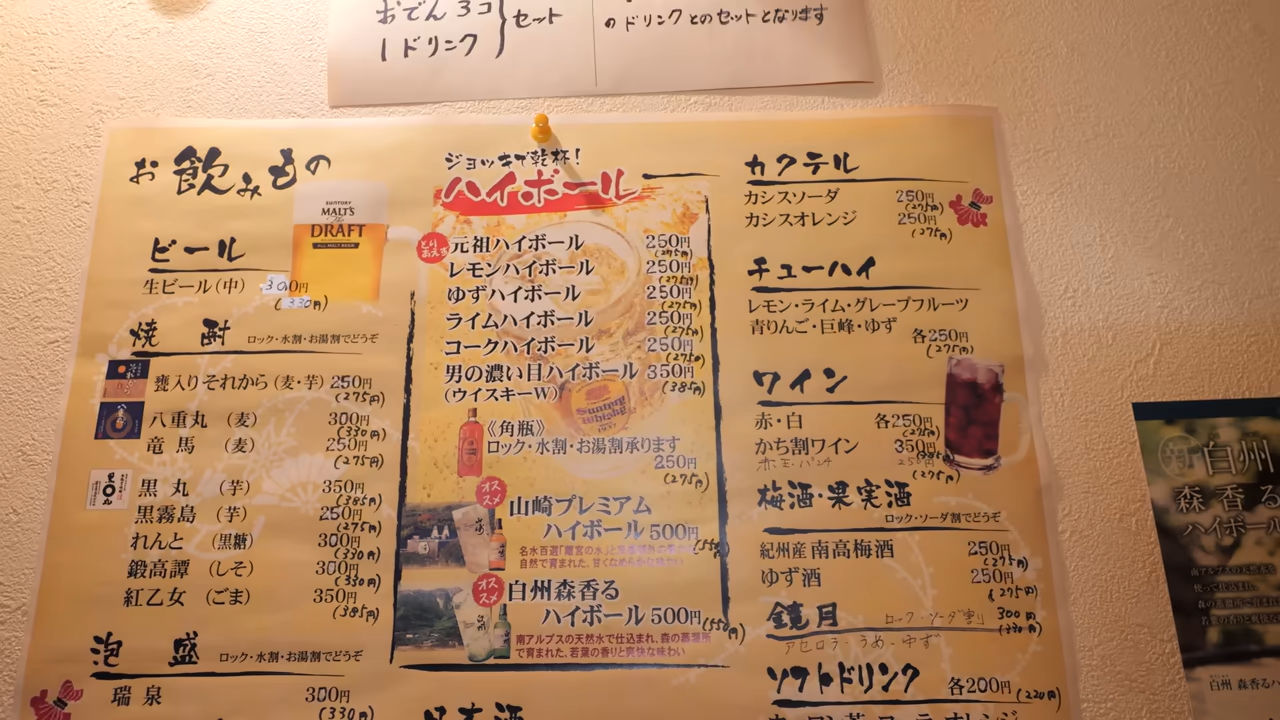 おでん 3コ
1ドリンク
セット
のドリンクとのセットとなります
お飲みもの
SUNTORY
MALT'S
The
DRAFT
ALL MALT BEER
ビール
生ビール(中) 300円
(330円)
焼酎 ロック・水割・お湯割でどうぞ
甕入りそれから(麦・芋) 250円
(275円)
八重丸 (麦) 300円
(330円)
竜馬 (麦) 250円
(275円)
黒丸 (芋) 350円
(385円)
黒霧島 (芋) 250円
(275円)
れんと (黒糖) 300円
(330円)
鍛高譚 (しそ) 300円
(330円)
紅乙女 (ごま) 350円
(385円)
泡盛 ロック・水割・お湯割でどうぞ
瑞泉 300円
(330円)
ジョッキで乾杯!
ハイボール
とりあえず
元祖ハイボール 250円
(275円)
レモンハイボール 250円
(275円)
ゆずハイボール 250円
(275円)
ライムハイボール 250円
(275円)
コークハイボール 250円
(275円)
男の濃い目ハイボール 350円
(ウイスキーW) (385円)
Suntory
Whisky
1937
《角瓶》
ロック・水割・お湯割承ります
250円
(275円)
オススメ
山崎プレミアム
ハイボール 500円
(550円)
名水百選「離宮の水」と
自然で育まれた、甘くなめらかな味わい
オススメ
白州森香る
ハイボール 500円
(550円)
南アルプスの天然水で仕込まれ、森の蒸溜所
で育まれた、若葉の香りと爽快な味わい
日本酒
カクテル
カシスソーダ 250円
(275円)
カシスオレンジ 250円
(275円)
チューハイ
レモン・ライム・グレープフルーツ
青りんご・巨峰・ゆず
各250円
(275円)
ワイン
赤・白 各250円
(275円)
かち割ワイン 350円
(385円)
赤玉パンチ 250円
(275円)
梅酒・果実酒
ロック・ソーダ割でどうぞ
紀州産南高梅酒 250円
(275円)
ゆず酒 250円
(275円)
鏡月 ロック・ソーダ割 300円
(330円)
アセロラ・うめ・ゆず
ソフトドリンク 各200円 (220円)
新 白州
森香る
ハイボール
白州 森香るハ